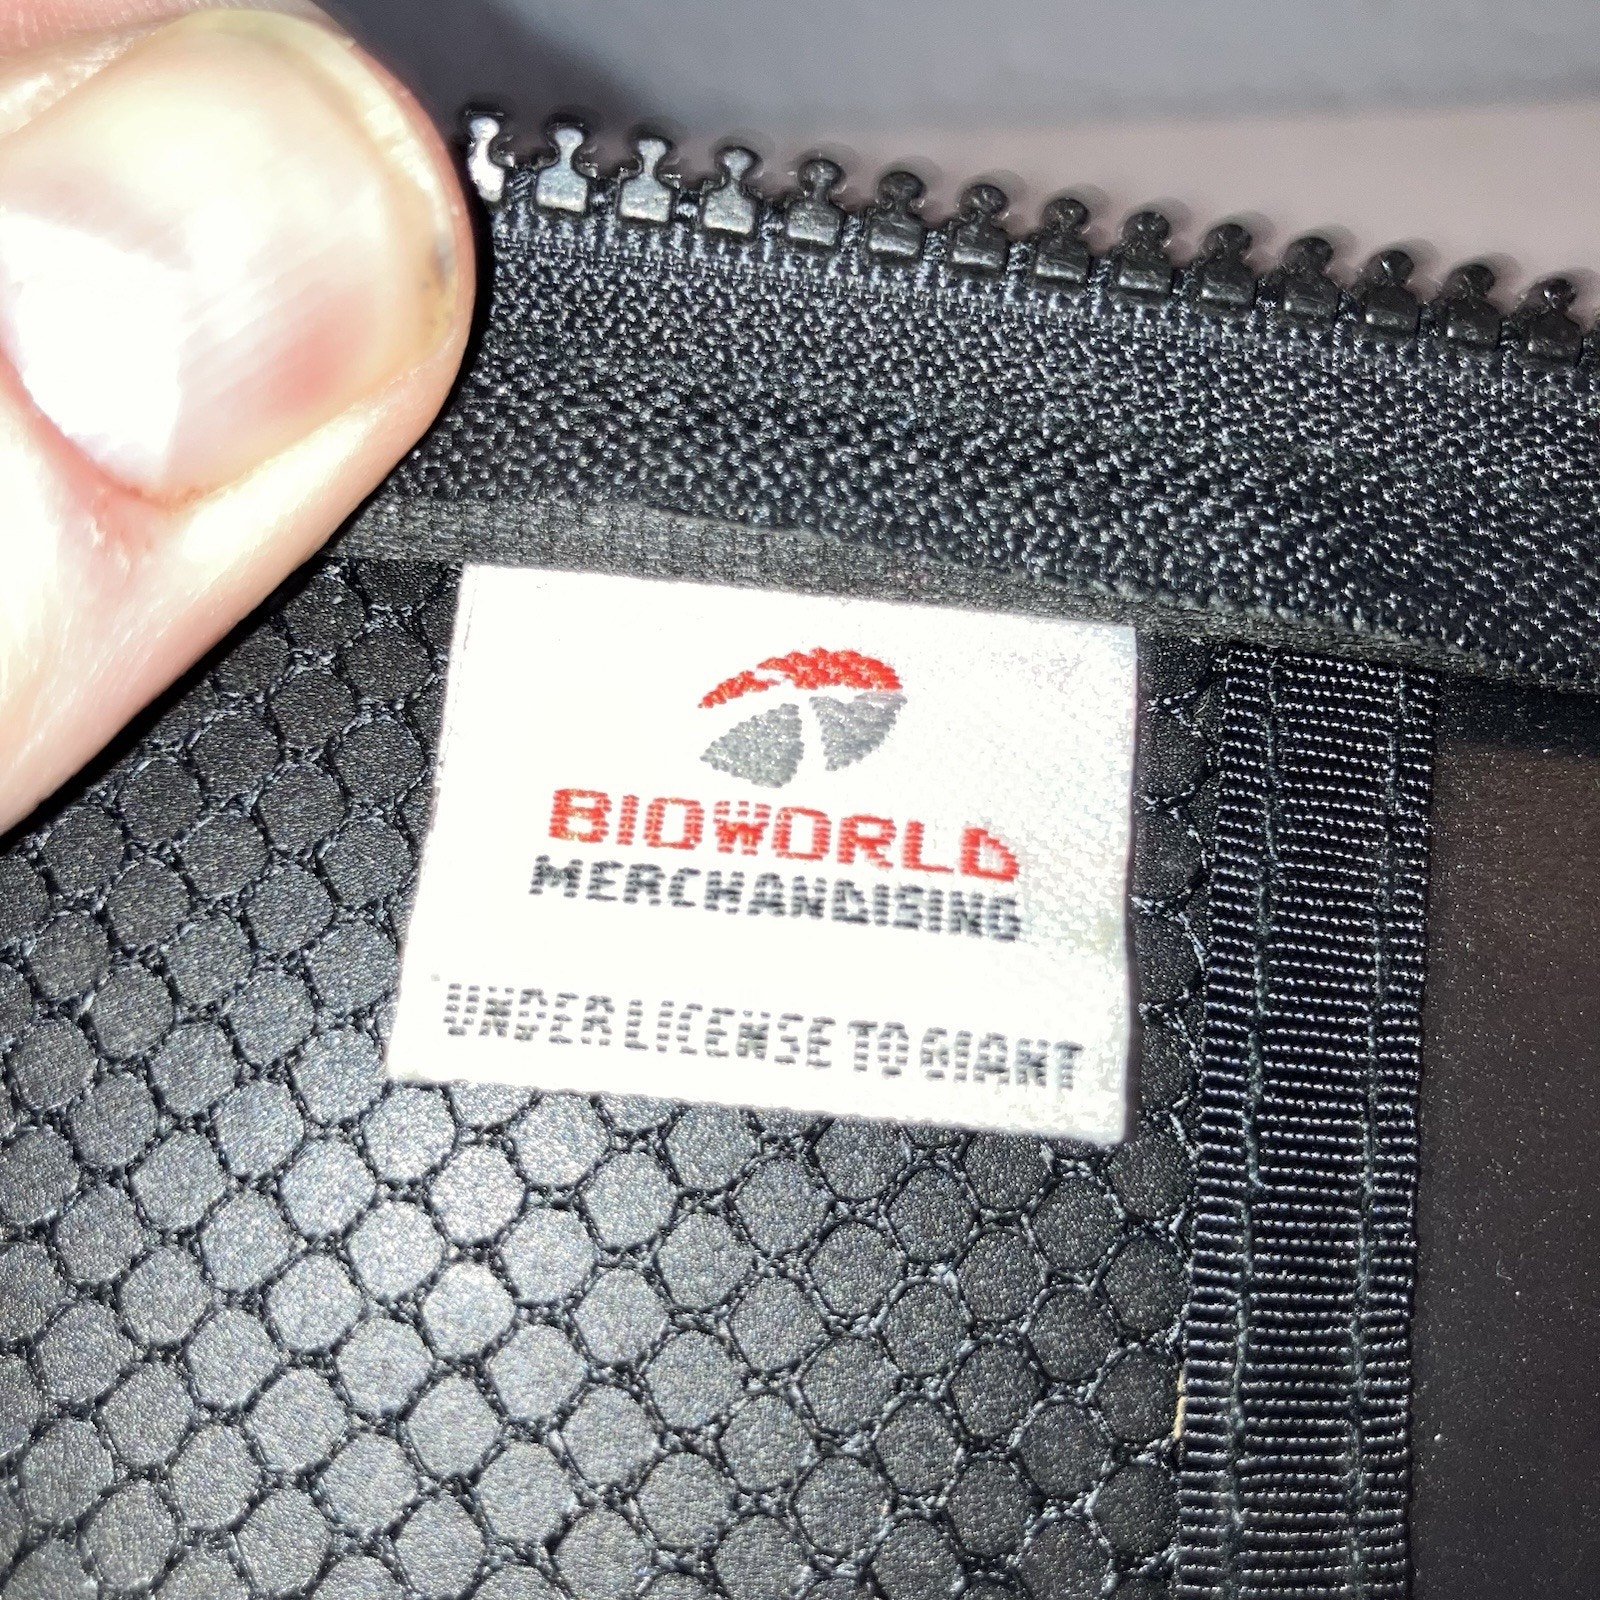 BIOWORLD
MERCHANDISING
UNDER LICENSE TO GIANT